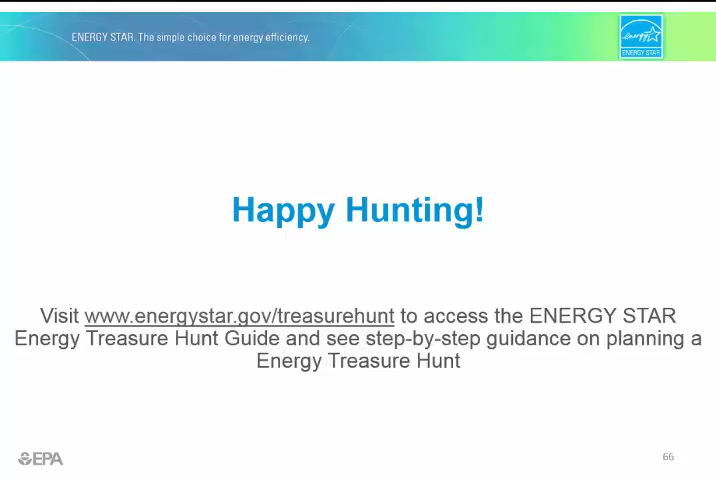 ENERGY STAR. The simple choice for energy efficiency.
energy
ENERGY STAR
Happy Hunting!
Visit www.energystar.gov/treasurehunt to access the ENERGY STAR
Energy Treasure Hunt Guide and see step-by-step guidance on planning a
Energy Treasure Hunt
EPA
66